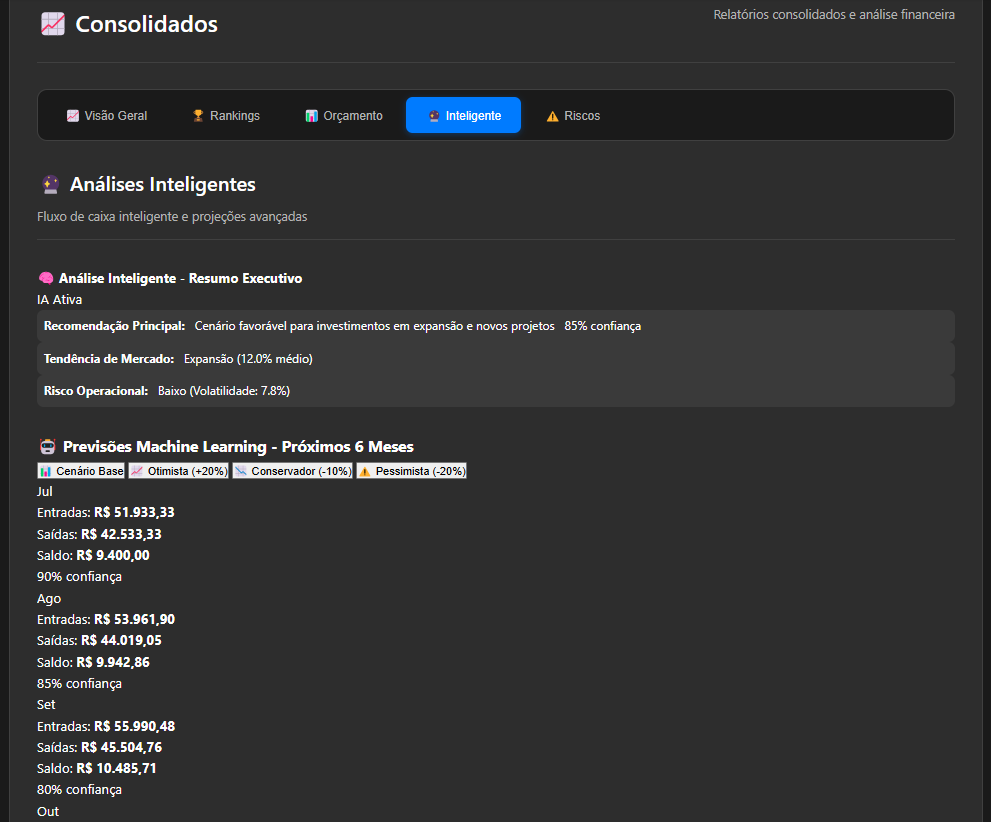 Consolidados
Relatórios consolidados e análise financeira
Visão Geral
Rankings
Orçamento
Inteligente
Riscos
Análises Inteligentes
Fluxo de caixa inteligente e projeções avançadas
Análise Inteligente - Resumo Executivo
IA Ativa
Recomendação Principal: Cenário favorável para investimentos em expansão e novos projetos 85% confiança
Tendência de Mercado: Expansão (12.0% médio)
Risco Operacional: Baixo (Volatilidade: 7.8%)
Previsões Machine Learning - Próximos 6 Meses
Cenário Base Otimista (+20%) Conservador (-10%) Pessimista (-20%)
Jul
Entradas: R$ 51.933,33
Saídas: R$ 42.533,33
Saldo: R$ 9.400,00
90% confiança
Ago
Entradas: R$ 53.961,90
Saídas: R$ 44.019,05
Saldo: R$ 9.942,86
85% confiança
Set
Entradas: R$ 55.990,48
Saídas: R$ 45.504,76
Saldo: R$ 10.485,71
80% confiança
Out